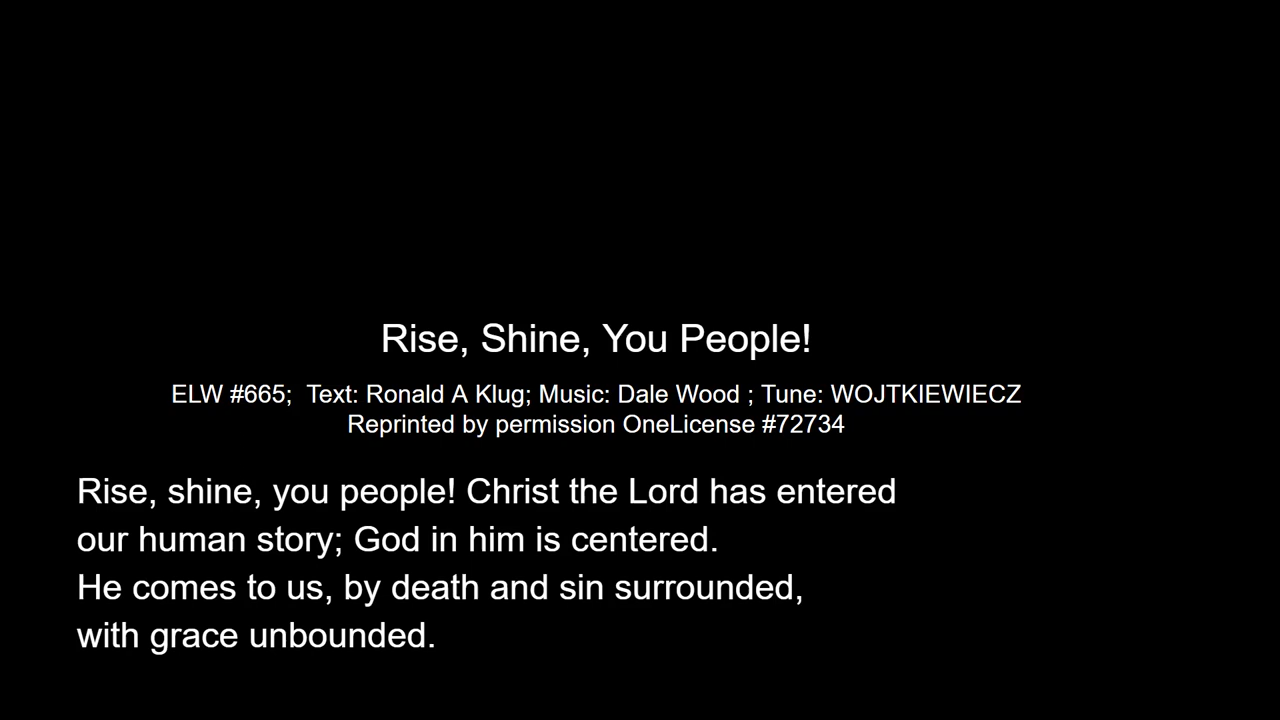 Rise, Shine, You People!
ELW #665;  Text: Ronald A Klug; Music: Dale Wood ; Tune: WOJTKIEWIECZ
Reprinted by permission OneLicense #72734
Rise, shine, you people! Christ the Lord has entered
our human story; God in him is centered.
He comes to us, by death and sin surrounded,
with grace unbounded.